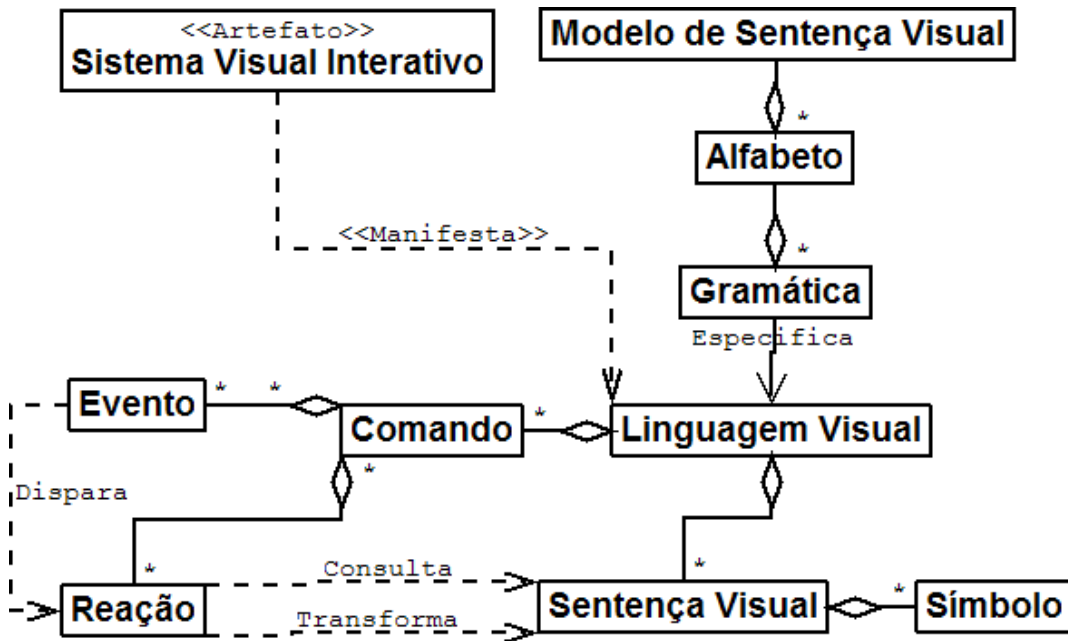 <<Artefato>>
Sistema Visual Interativo
Modelo de Sentença Visual
*
Alfabeto
<<Manifesta>>
*
Gramática
Especifica
Evento
*
*
Comando
*
Linguagem Visual
*
Dispara
*
Consulta
*
Reação
Sentença Visual
*
Símbolo
Transforma